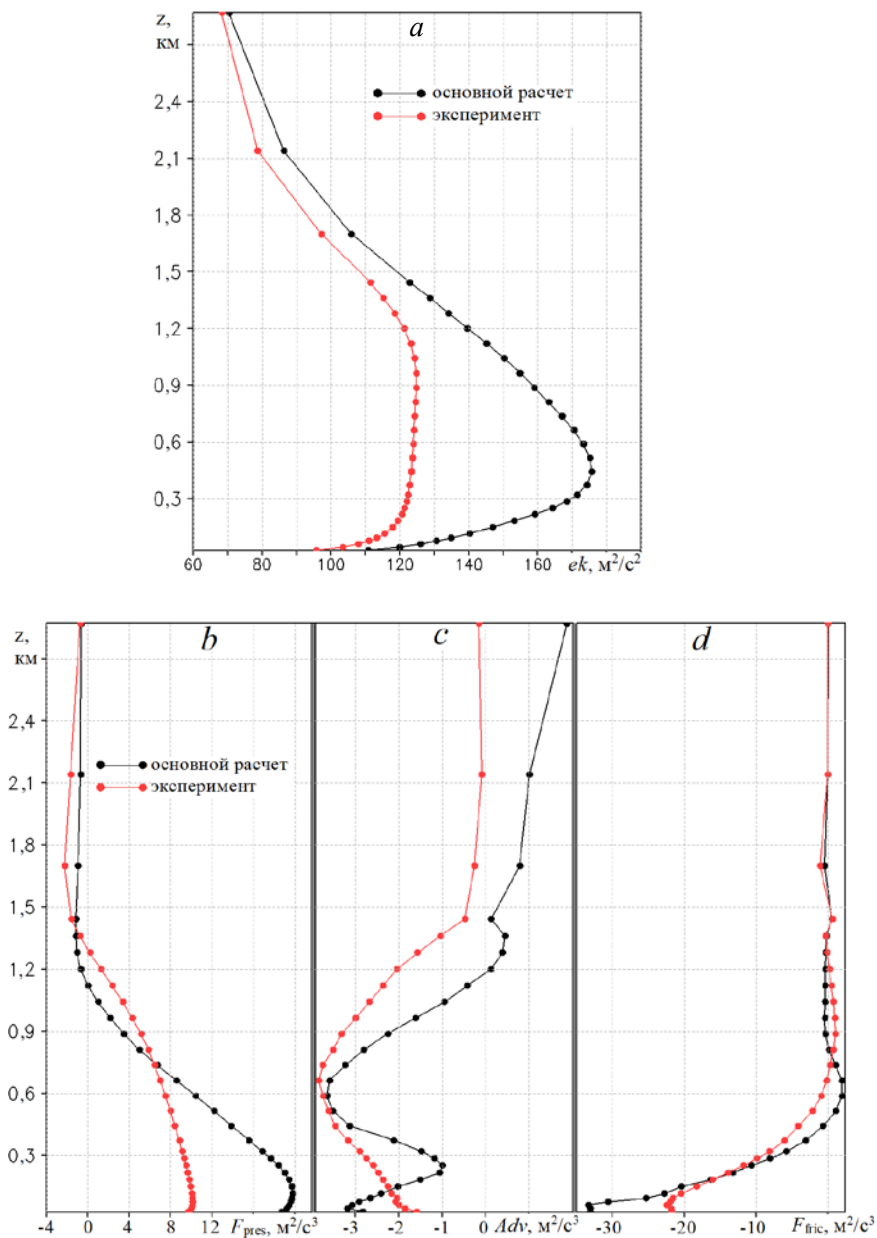 z,
км
a
основной расчет
эксперимент
2,4
2,1
1,8
1,5
1,2
0,9
0,6
0,3
60 80 100 120 140 160 ek, м²/с²
z,
км
b c d
основной расчет
эксперимент
2,4
2,1
1,8
1,5
1,2
0,9
0,6
0,3
-4 0 8 12 F_pres, м²/с³ -3 -2 -1 0 Adv, м²/с³ -30 -20 -10 F_fric, м²/с³